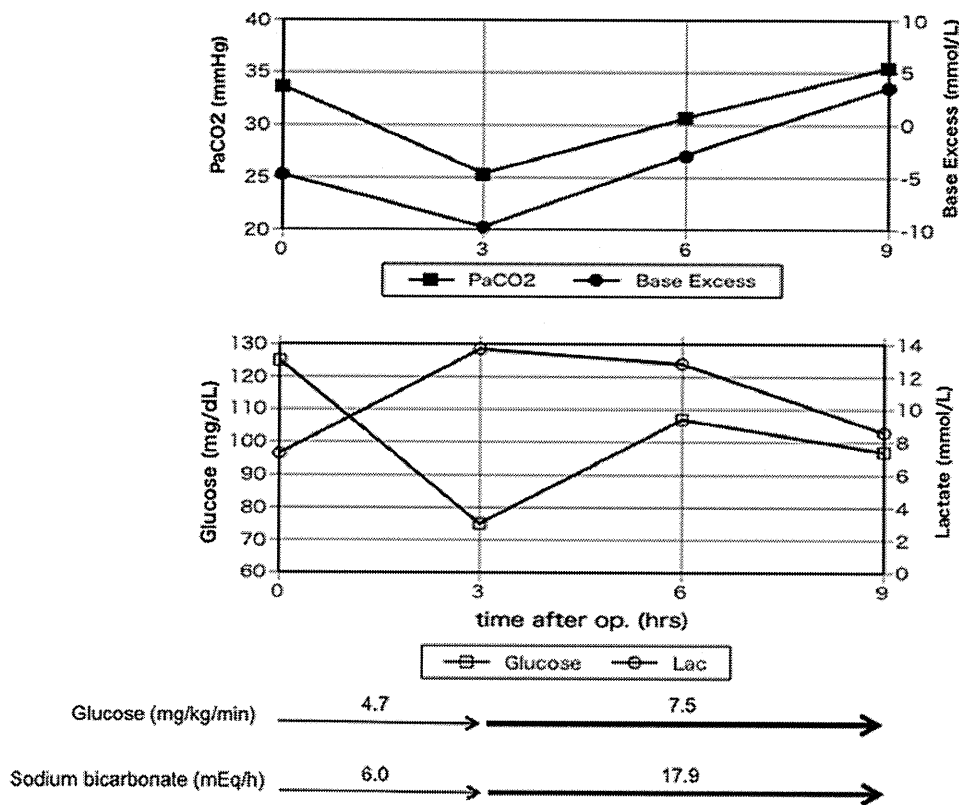 40
35
30
25
20
PaCO2 (mmHg)
10
5
0
-5
-10
Base Excess (mmol/L)
0 3 6 9
PaCO2 Base Excess
130
120
110
100
90
80
70
60
Glucose (mg/dL)
14
12
10
8
6
4
2
0
Lactate (mmol/L)
0 3 6 9
time after op. (hrs)
Glucose Lac
Glucose (mg/kg/min) 4.7 7.5
Sodium bicarbonate (mEq/h) 6.0 17.9